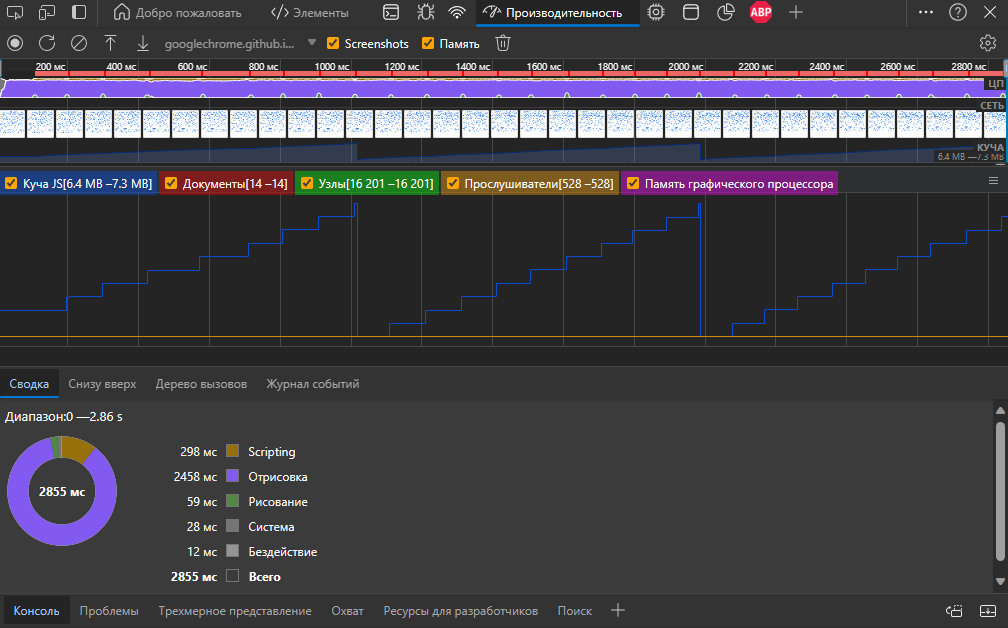 Добро пожаловать Элементы Производительность ABP
googlechrome.github.i... Screenshots Память
200 мс 400 мс 600 мс 800 мс 1000 мс 1200 мс 1400 мс 1600 мс 1800 мс 2000 мс 2200 мс 2400 мс 2600 мс 2800 мс
ЦП
СЕТЬ
КУЧА
6.4 MB —7.3 MB
Куча JS[6.4 MB –7.3 MB] Документы[14 –14] Узлы[16 201 –16 201] Прослушиватели[528 –528] Память графического процессора
Сводка Снизу вверх Дерево вызовов Журнал событий
Диапазон:0 —2.86 s
2855 мс
298 мс Scripting
2458 мс Отрисовка
59 мс Рисование
28 мс Система
12 мс Бездействие
2855 мс Всего
Консоль Проблемы Трехмерное представление Охват Ресурсы для разработчиков Поиск